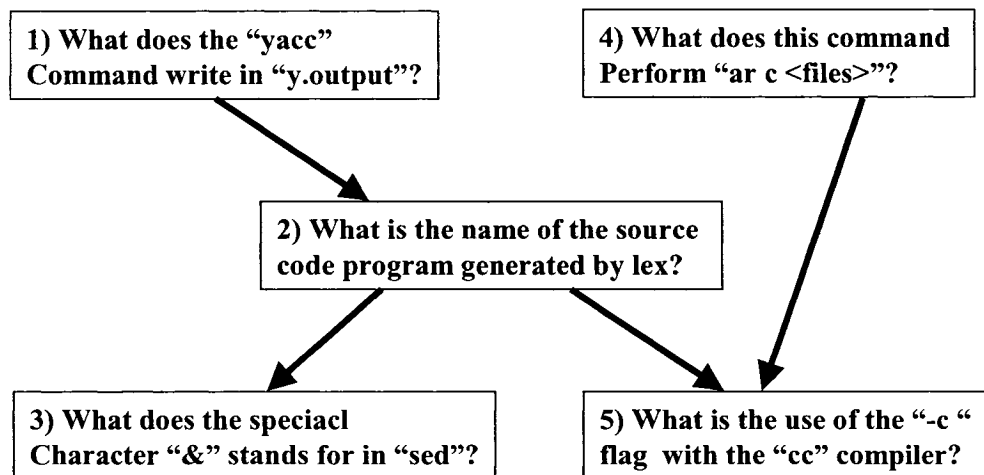 1) What does the “yacc”
Command write in “y.output”?
4) What does this command
Perform “ar c <files>”?
2) What is the name of the source
code program generated by lex?
3) What does the speciacl
Character “&” stands for in “sed”?
5) What is the use of the “-c “
flag with the “cc” compiler?